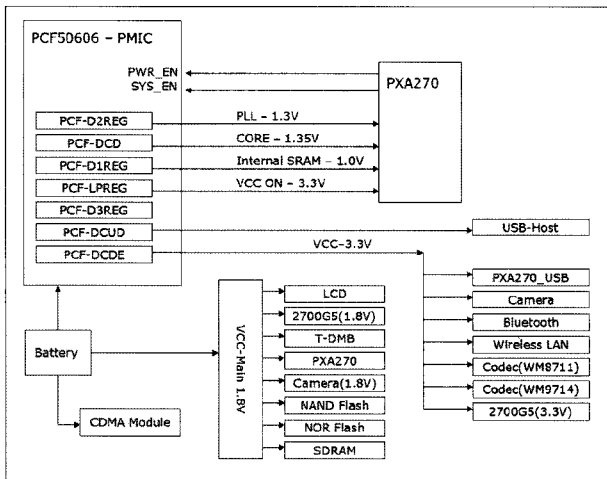 PCF50606 – PMIC
PWR_EN
SYS_EN
PXA270
PCF-D2REG
PLL – 1.3V
PCF-DCD
CORE – 1.35V
PCF-D1REG
Internal SRAM – 1.0V
PCF-LPREG
VCC ON – 3.3V
PCF-D3REG
PCF-DCUD
USB-Host
PCF-DCDE
VCC-3.3V
PXA270_USB
Camera
Bluetooth
Wireless LAN
Codec(WM8711)
Codec(WM9714)
2700G5(3.3V)
Battery
CDMA Module
VCC-Main 1.8V
LCD
2700G5(1.8V)
T-DMB
PXA270
Camera(1.8V)
NAND Flash
NOR Flash
SDRAM